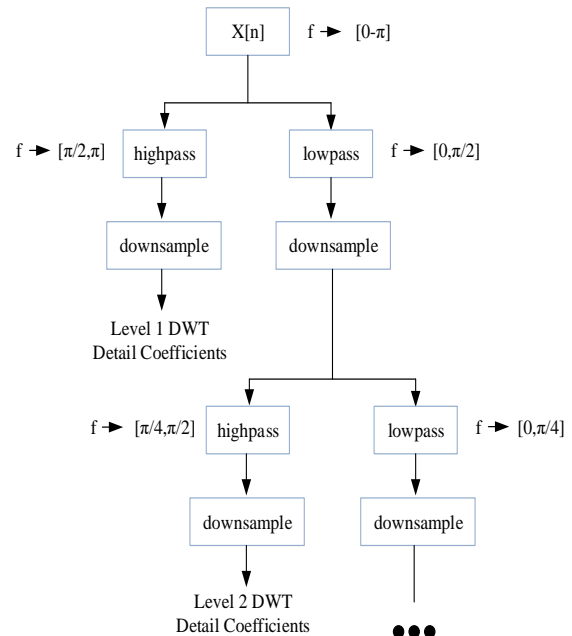 X[n] f → [0-π]
f → [π/2,π] highpass lowpass f → [0,π/2]
downsample downsample
Level 1 DWT
Detail Coefficients
f → [π/4,π/2] highpass lowpass f → [0,π/4]
downsample downsample
Level 2 DWT
Detail Coefficients
●●●